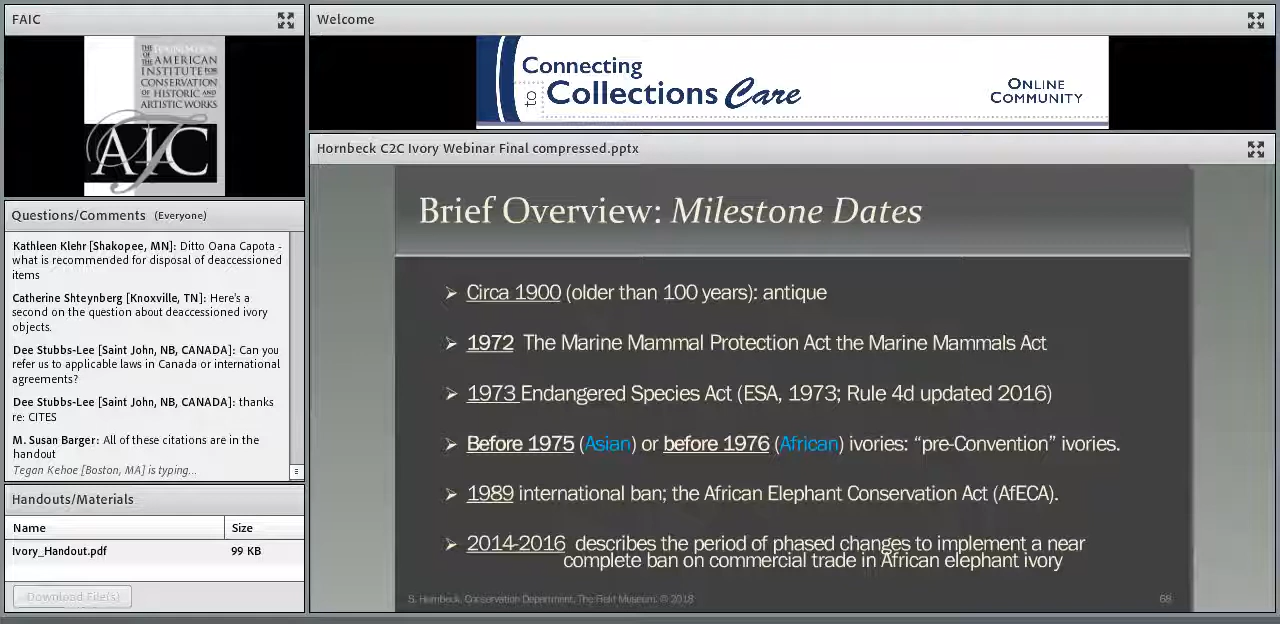 FAIC
THE FOUNDATION
OF THE AMERICAN
INSTITUTE FOR
CONSERVATION
OF HISTORIC AND
ARTISTIC WORKS
AIC
Questions/Comments (Everyone)
Kathleen Klehr [Shakopee, MN]: Ditto Oana Capota -
what is recommended for disposal of deaccessioned
items
Catherine Shteynberg [Knoxville, TN]: Here's a
second on the question about deaccessioned ivory
objects.
Dee Stubbs-Lee [Saint John, NB, CANADA]: Can you
refer us to applicable laws in Canada or international
agreements?
Dee Stubbs-Lee [Saint John, NB, CANADA]: thanks
re: CITES
M. Susan Barger: All of these citations are in the
handout
Tegan Kehoe [Boston, MA] is typing...
Handouts/Materials
Name Size
Ivory_Handout.pdf 99 KB
Download File(s)
Welcome
Connecting
to Collections Care
ONLINE
COMMUNITY
Hornbeck C2C Ivory Webinar Final compressed.pptx
Brief Overview: Milestone Dates
➢ Circa 1900 (older than 100 years): antique
➢ 1972 The Marine Mammal Protection Act the Marine Mammals Act
➢ 1973 Endangered Species Act (ESA, 1973; Rule 4d updated 2016)
➢ Before 1975 (Asian) or before 1976 (African) ivories: “pre-Convention” ivories.
➢ 1989 international ban; the African Elephant Conservation Act (AfECA).
➢ 2014-2016 describes the period of phased changes to implement a near
complete ban on commercial trade in African elephant ivory
S. Hornbeck, Conservation Department, The Field Museum. © 2018
68